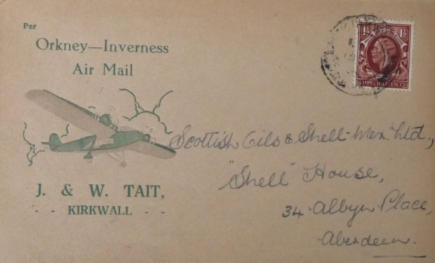 Per
Orkney—Inverness
Air Mail
J. & W. TAIT,
- - KIRKWALL - -
Scottish Oils & Shell-Mex Ltd,
"Shell" House,
34 Albyn Place,
Aberdeen.